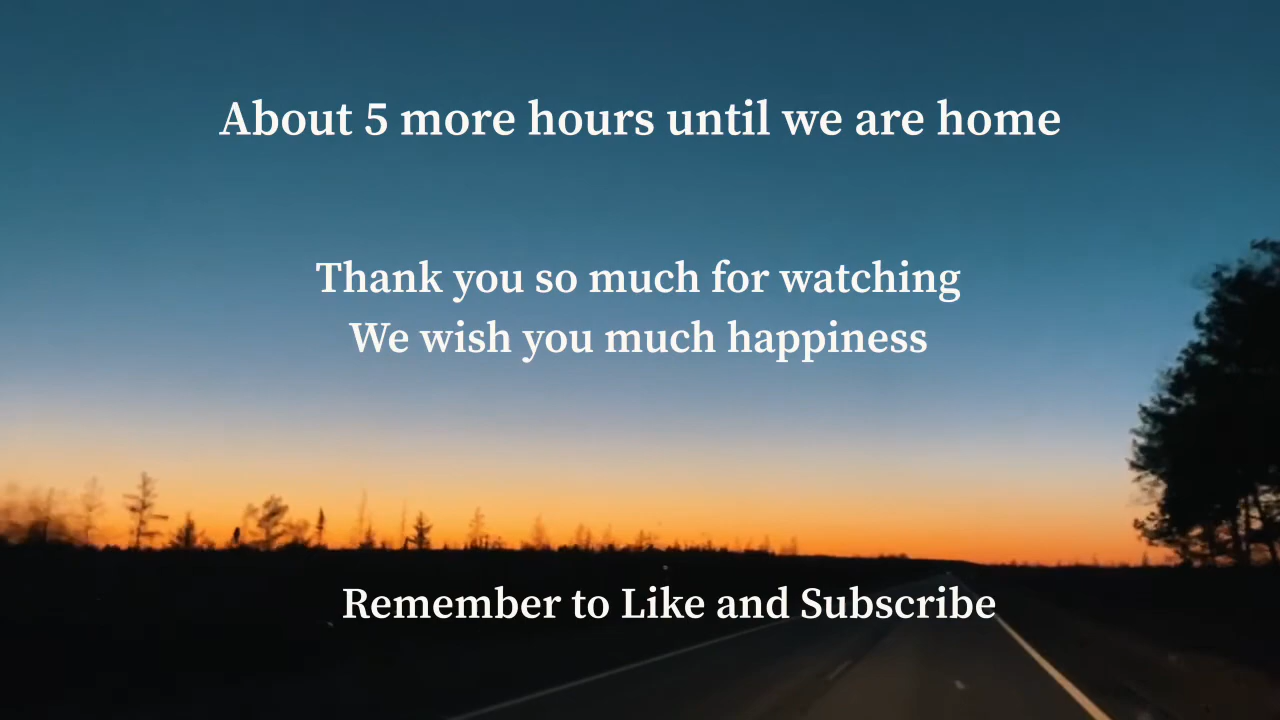 About 5 more hours until we are home
Thank you so much for watching
We wish you much happiness
Remember to Like and Subscribe